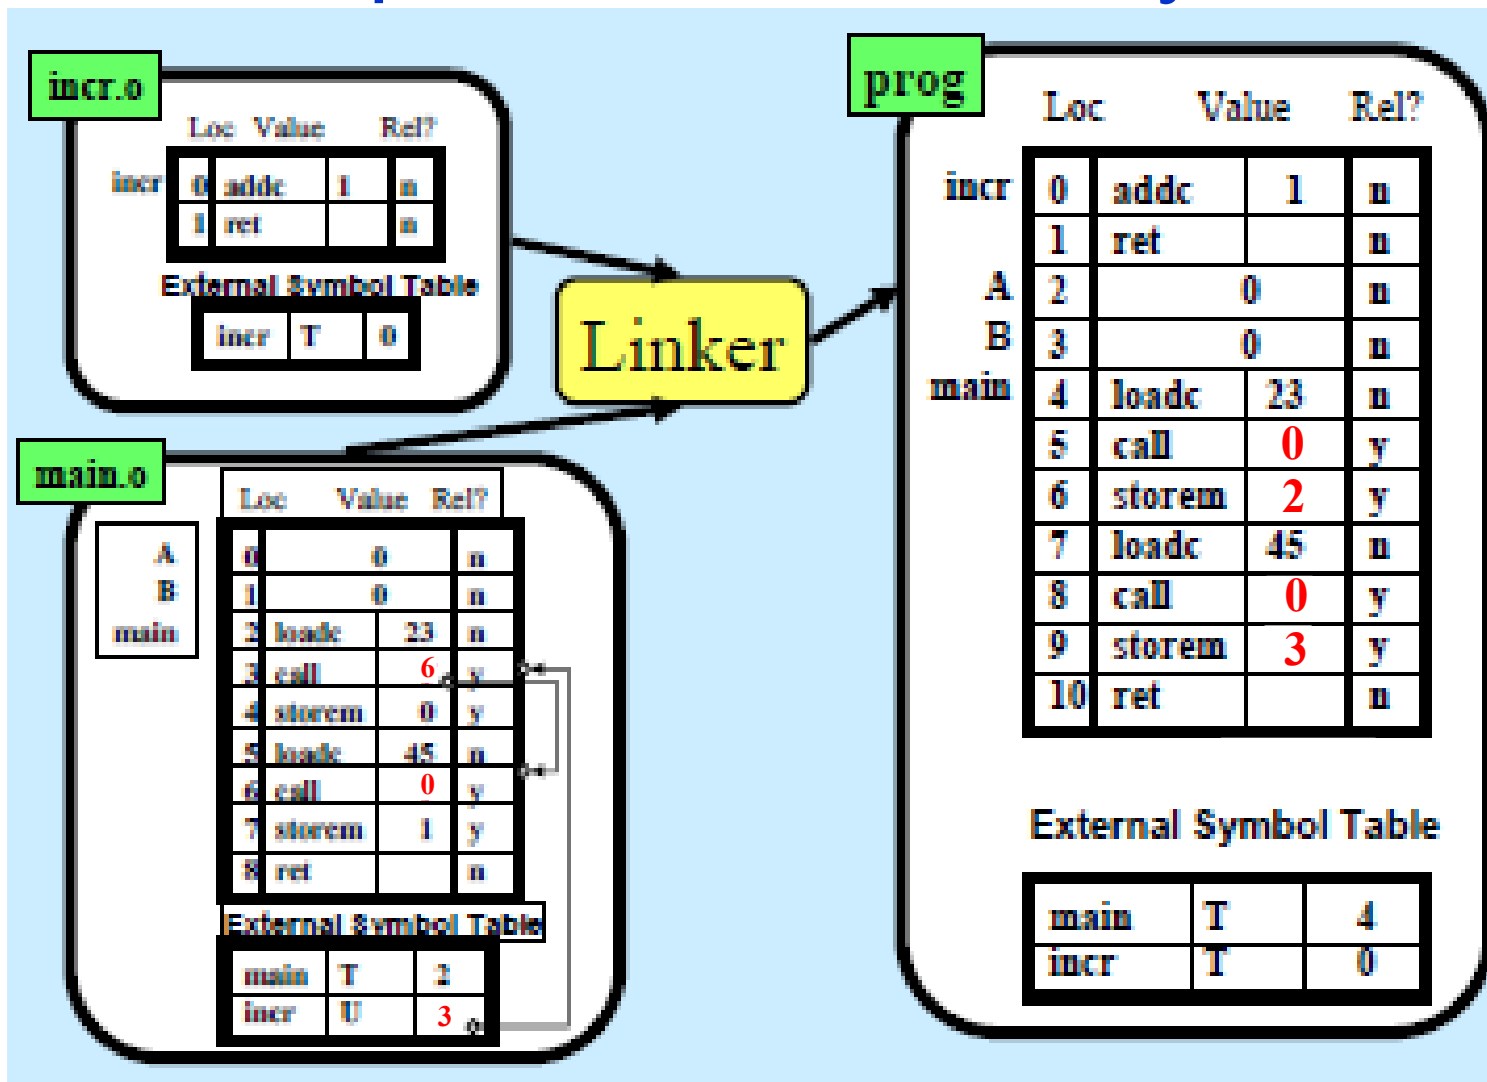 incr.o
Loc Value Rel?
incr 0 addc 1 n
1 ret n
External Symbol Table
incr T 0
Linker
main.o
Loc Value Rel?
A 0 0 n
B 1 0 n
main 2 loadc 23 n
3 call 6 y
4 storem 0 y
5 loadc 45 n
6 call 0 y
7 storem 1 y
8 ret n
External Symbol Table
main T 2
incr U 3
prog
Loc Value Rel?
incr 0 addc 1 n
1 ret n
A 2 0 n
B 3 0 n
main 4 loadc 23 n
5 call 0 y
6 storem 2 y
7 loadc 45 n
8 call 0 y
9 storem 3 y
10 ret n
External Symbol Table
main T 4
incr T 0